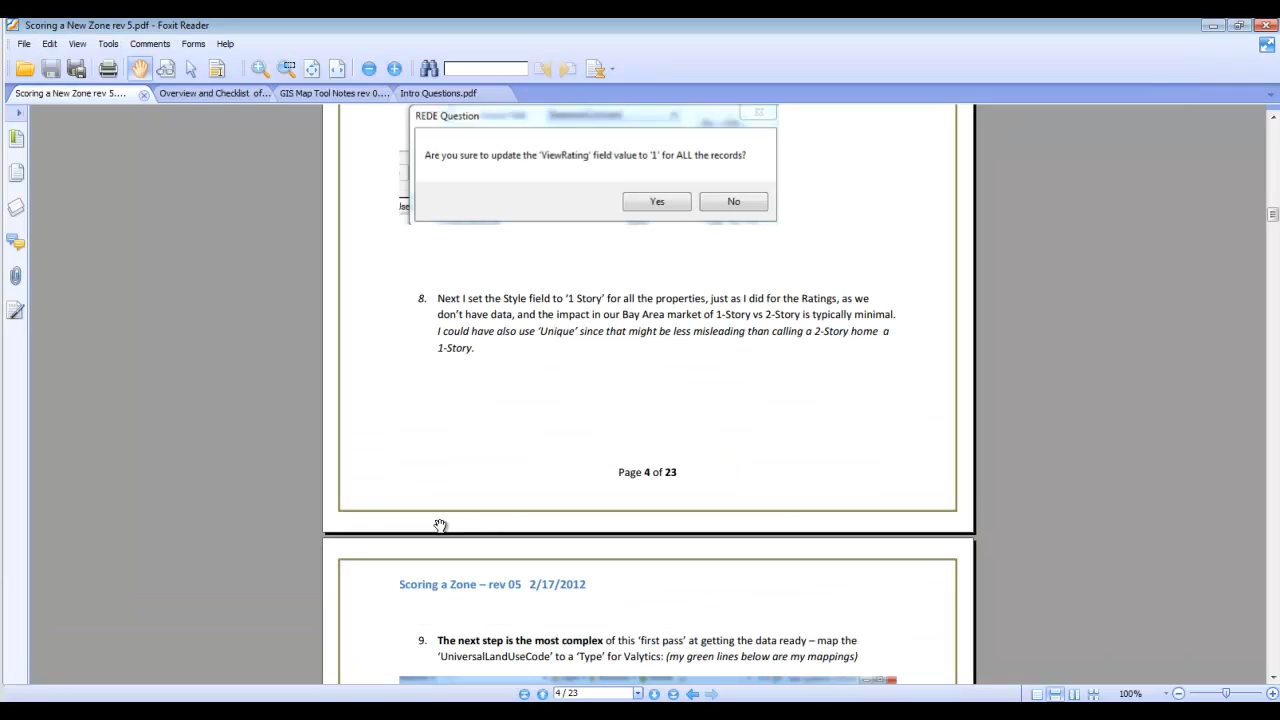 Scoring a New Zone rev 5.pdf - Foxit Reader
File Edit View Tools Comments Forms Help
Scoring a New Zone rev 5.... Overview and Checklist of... GIS Map Tool Notes rev 0.... Intro Questions.pdf
REDE Question
Are you sure to update the 'ViewRating' field value to '1' for ALL the records?
Yes No
8. Next I set the Style field to '1 Story' for all the properties, just as I did for the Ratings, as we
don't have data, and the impact in our Bay Area market of 1-Story vs 2-Story is typically minimal.
I could have also use 'Unique' since that might be less misleading than calling a 2-Story home a
1-Story.
Page 4 of 23
Scoring a Zone – rev 05 2/17/2012
9. The next step is the most complex of this 'first pass' at getting the data ready – map the
'UniversalLandUseCode' to a 'Type' for Valytics: (my green lines below are my mappings)
4 / 23
100%